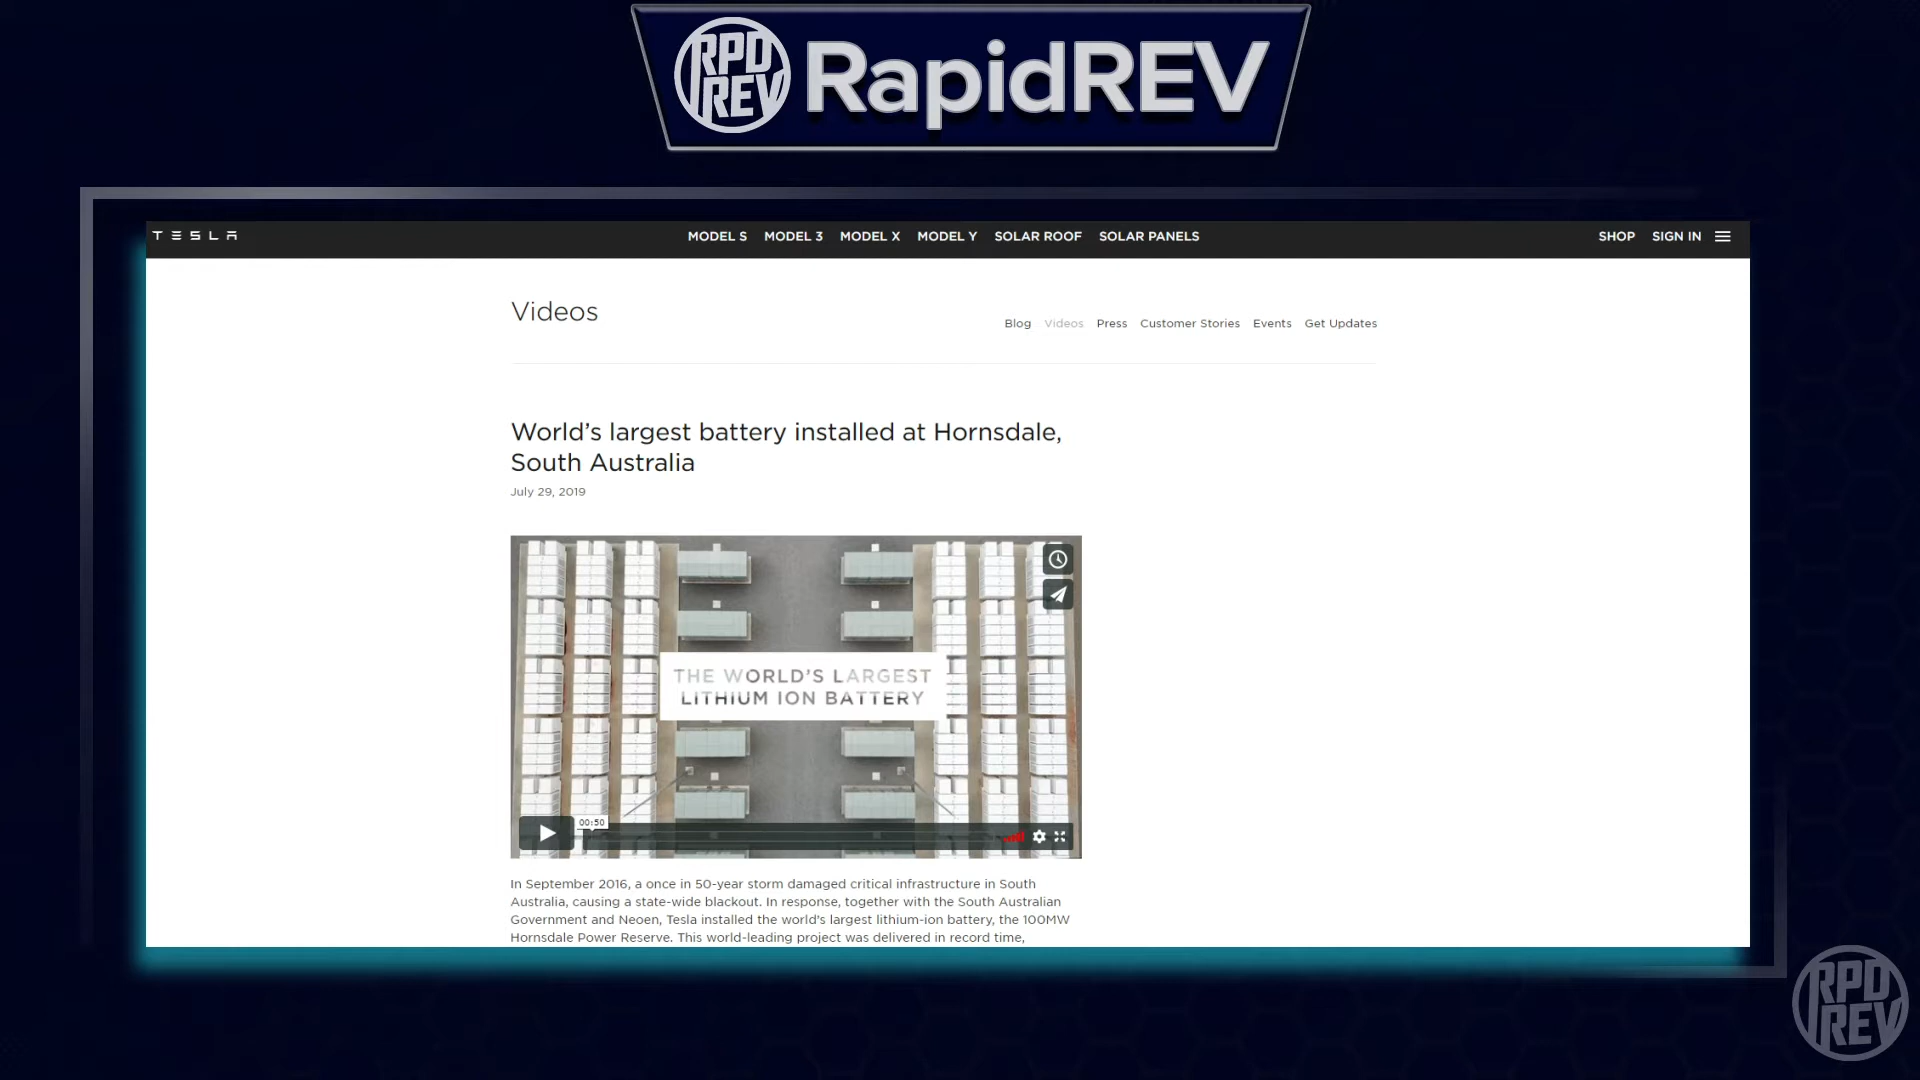 RPD
REV
RapidREV
TESLA
MODEL S MODEL 3 MODEL X MODEL Y SOLAR ROOF SOLAR PANELS
SHOP SIGN IN
Videos
Blog Videos Press Customer Stories Events Get Updates
World’s largest battery installed at Hornsdale,
South Australia
July 29, 2019
THE WORLD’S LARGEST
LITHIUM ION BATTERY
00:50
In September 2016, a once in 50-year storm damaged critical infrastructure in South
Australia, causing a state-wide blackout. In response, together with the South Australian
Government and Neoen, Tesla installed the world’s largest lithium-ion battery, the 100MW
Hornsdale Power Reserve. This world-leading project was delivered in record time,
RPD
REV